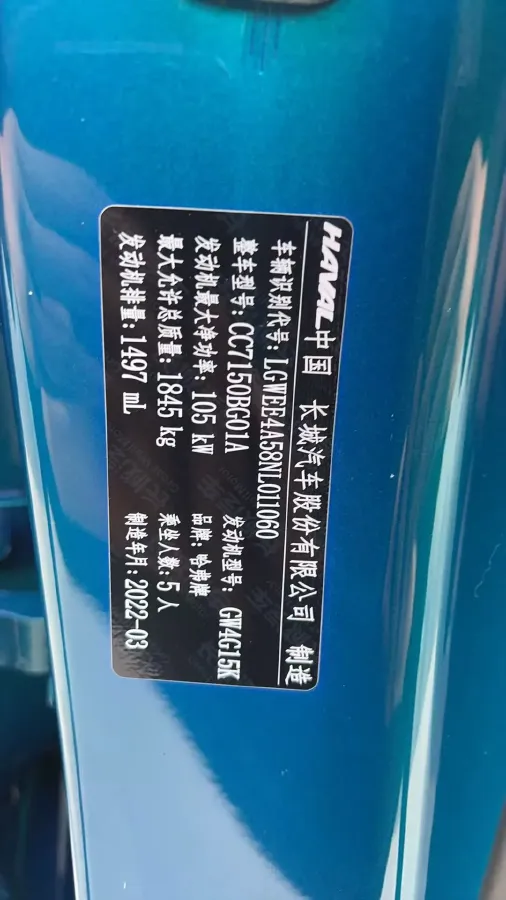 HAVAL 中国 长城汽车股份有限公司 制造
车辆识别代号：LGWEE4A58NL011060
整车型号：CC7150BG01A 发动机型号：GW4G15K
发动机最大净功率：105 kW 品牌：哈弗牌
最大允许总质量：1845 kg 乘坐人数：5 人
发动机排量：1497 mL 制造年月：2022-03